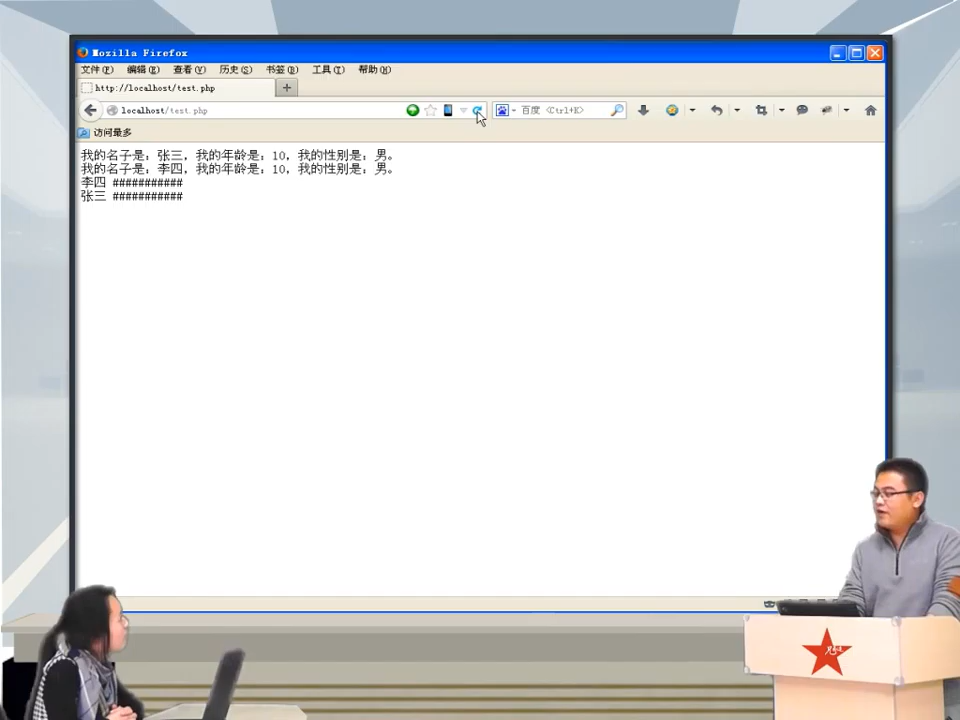 Mozilla Firefox
文件(F) 编辑(E) 查看(V) 历史(S) 书签(B) 工具(T) 帮助(H)
http://localhost/test.php
localhost/test.php
百度 <Ctrl+K>
访问最多
我的名子是：张三，我的年龄是：10，我的性别是：男。
我的名子是：李四，我的年龄是：10，我的性别是：男。
李四 ###########
张三 ###########